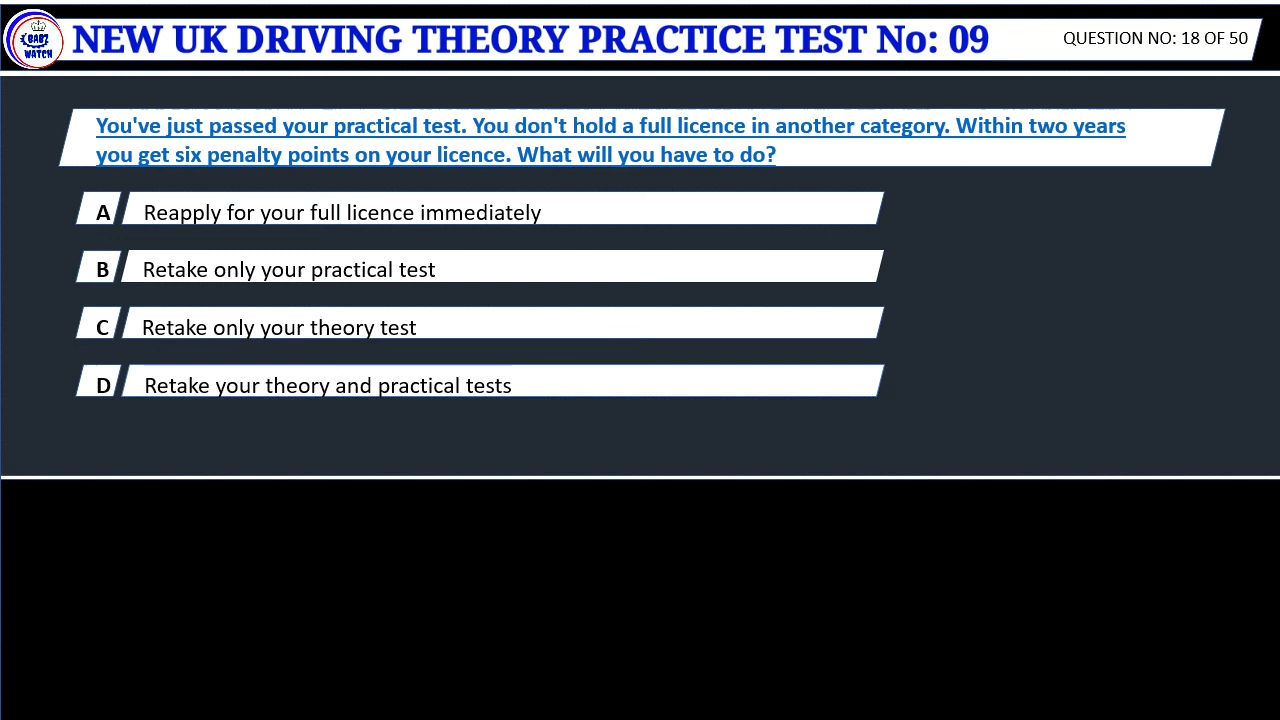 BABZ
WATCH
NEW UK DRIVING THEORY PRACTICE TEST No: 09
QUESTION NO: 18 OF 50
You've just passed your practical test. You don't hold a full licence in another category. Within two years
you get six penalty points on your licence. What will you have to do?
A Reapply for your full licence immediately
B Retake only your practical test
C Retake only your theory test
D Retake your theory and practical tests